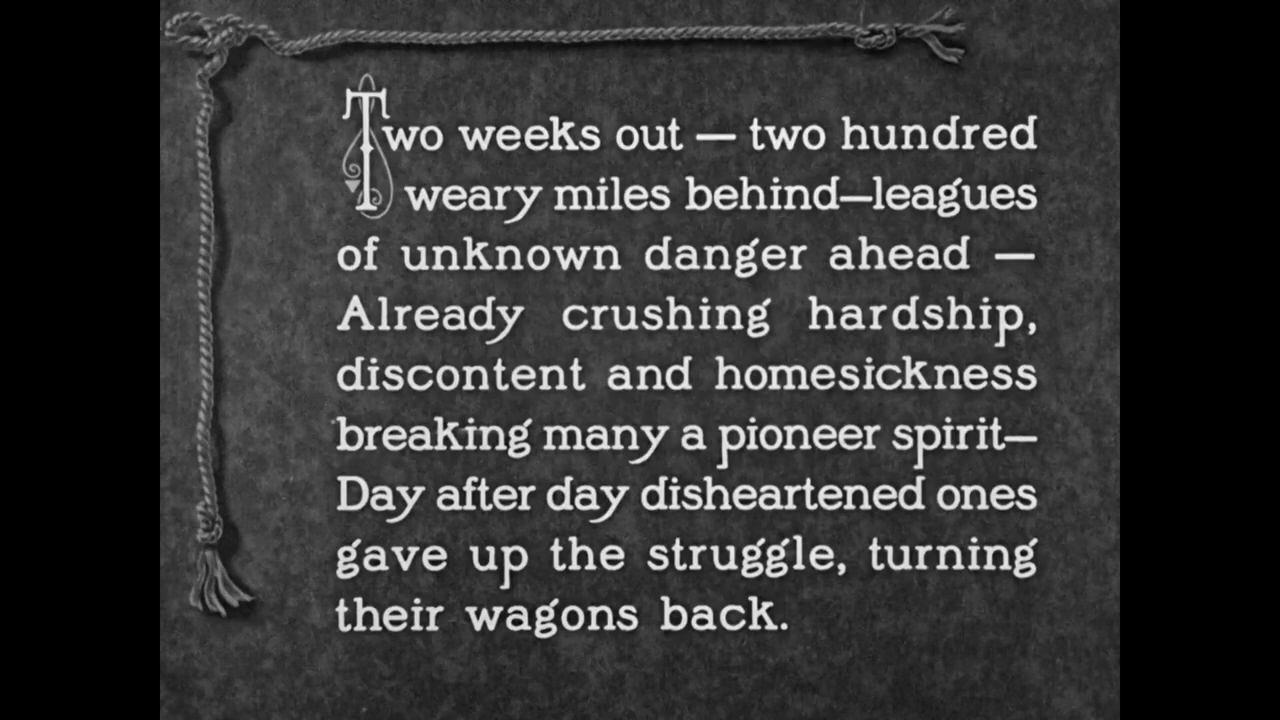 Two weeks out — two hundred
weary miles behind—leagues
of unknown danger ahead —
Already crushing hardship,
discontent and homesickness
breaking many a pioneer spirit—
Day after day disheartened ones
gave up the struggle, turning
their wagons back.